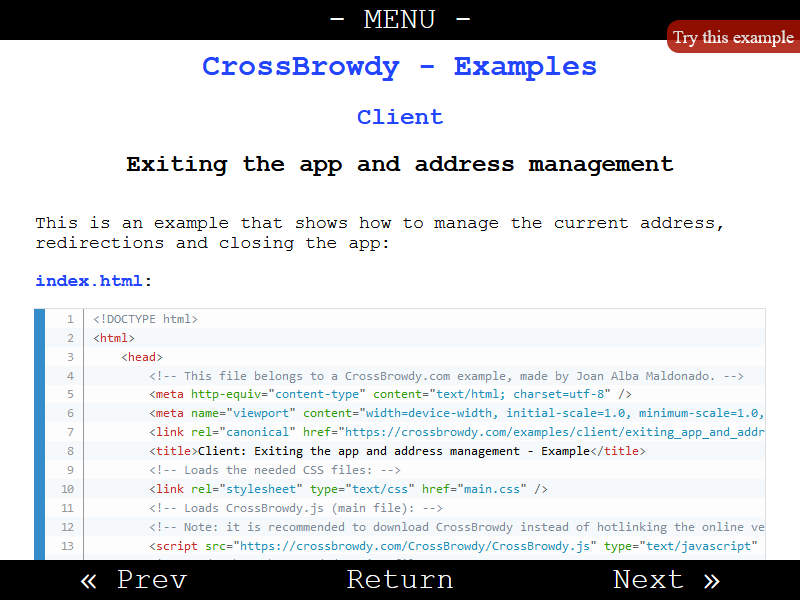 - MENU -
Try this example
CrossBrowdy - Examples
Client
Exiting the app and address management
This is an example that shows how to manage the current address,
redirections and closing the app:
index.html:
1 <!DOCTYPE html>
2 <html>
3 <head>
4 <!-- This file belongs to a CrossBrowdy.com example, made by Joan Alba Maldonado. -->
5 <meta http-equiv="content-type" content="text/html; charset=utf-8" />
6 <meta name="viewport" content="width=device-width, initial-scale=1.0, minimum-scale=1.0,
7 <link rel="canonical" href="https://crossbrowdy.com/examples/client/exiting_app_and_addr
8 <title>Client: Exiting the app and address management - Example</title>
9 <!-- Loads the needed CSS files: -->
10 <link rel="stylesheet" type="text/css" href="main.css" />
11 <!-- Loads CrossBrowdy.js (main file): -->
12 <!-- Note: it is recommended to download CrossBrowdy instead of hotlinking the online ve
13 <script src="https://crossbrowdy.com/CrossBrowdy/CrossBrowdy.js" type="text/javascript"
« Prev
Return
Next »